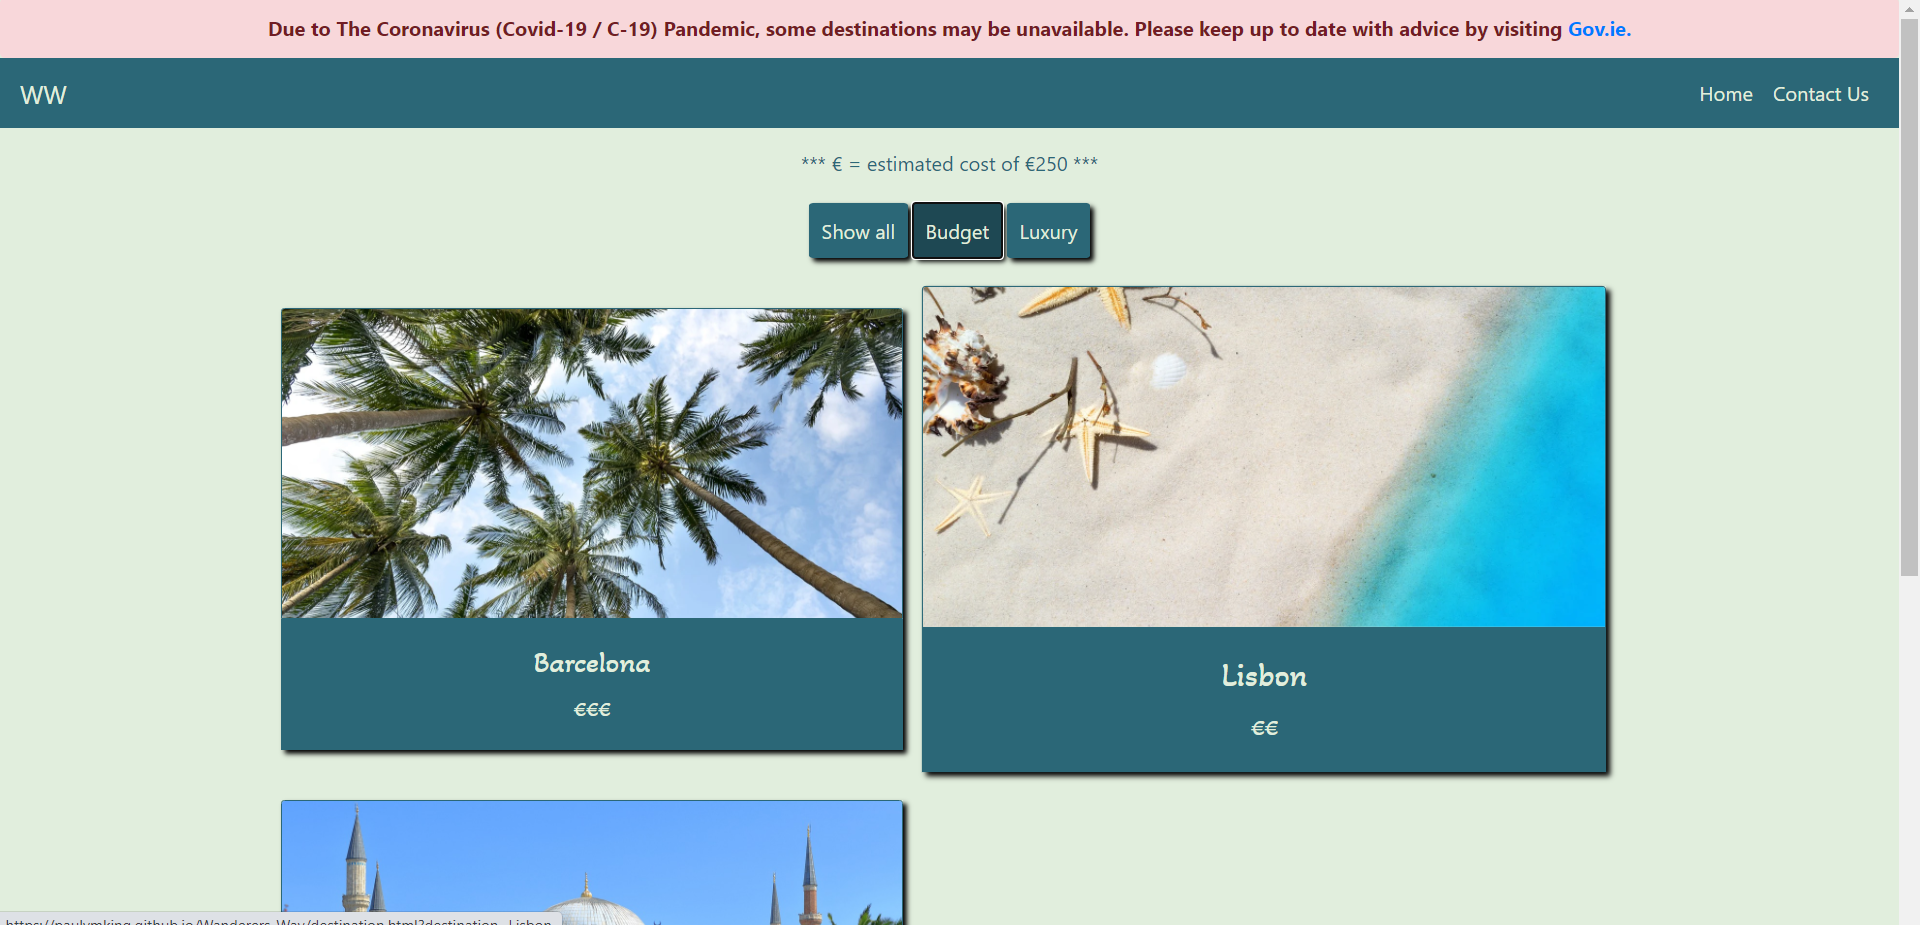 Due to The Coronavirus (Covid-19 / C-19) Pandemic, some destinations may be unavailable. Please keep up to date with advice by visiting Gov.ie.
WW
Home
Contact Us
*** € = estimated cost of €250 ***
Show all
Budget
Luxury
Barcelona
€€€
Lisbon
€€
https://paulymking.github.io/Wanderers-Way/destination.html?destination=Lisbon